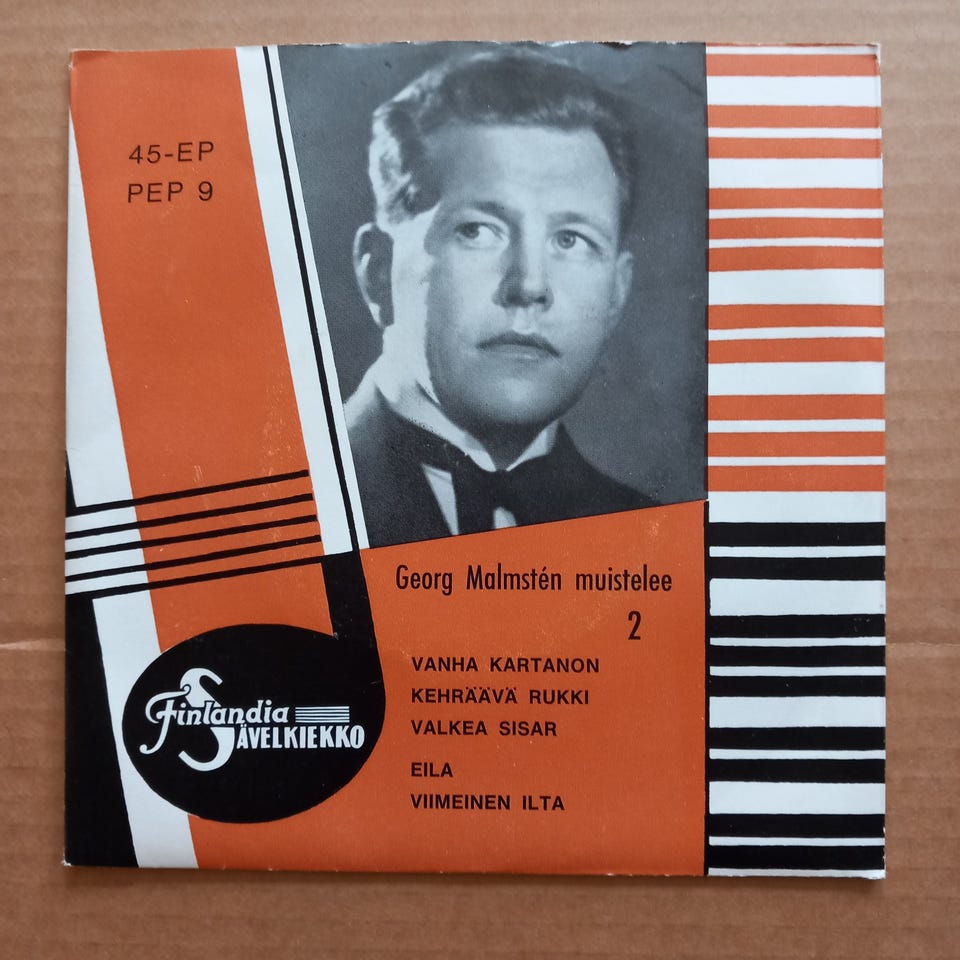 45-EP
PEP 9
Georg Malmstén muistelee
2
VANHA KARTANON
KEHRÄÄVÄ RUKKI
VALKEA SISAR
EILA
VIIMEINEN ILTA
Finlandia
SÄVELKIEKKO